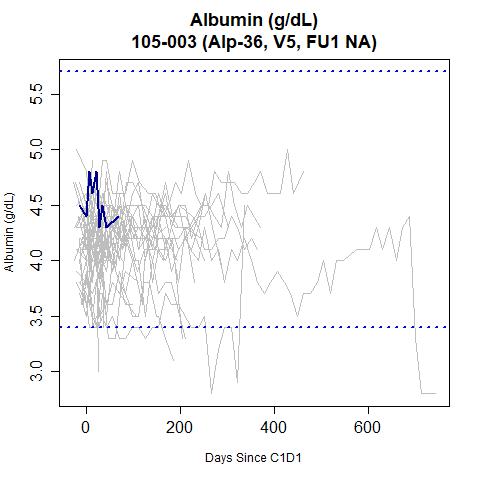 Albumin (g/dL)
105-003 (Alp-36, V5, FU1 NA)
Albumin (g/dL)
5.5
5.0
4.5
4.0
3.5
3.0
0 200 400 600
Days Since C1D1